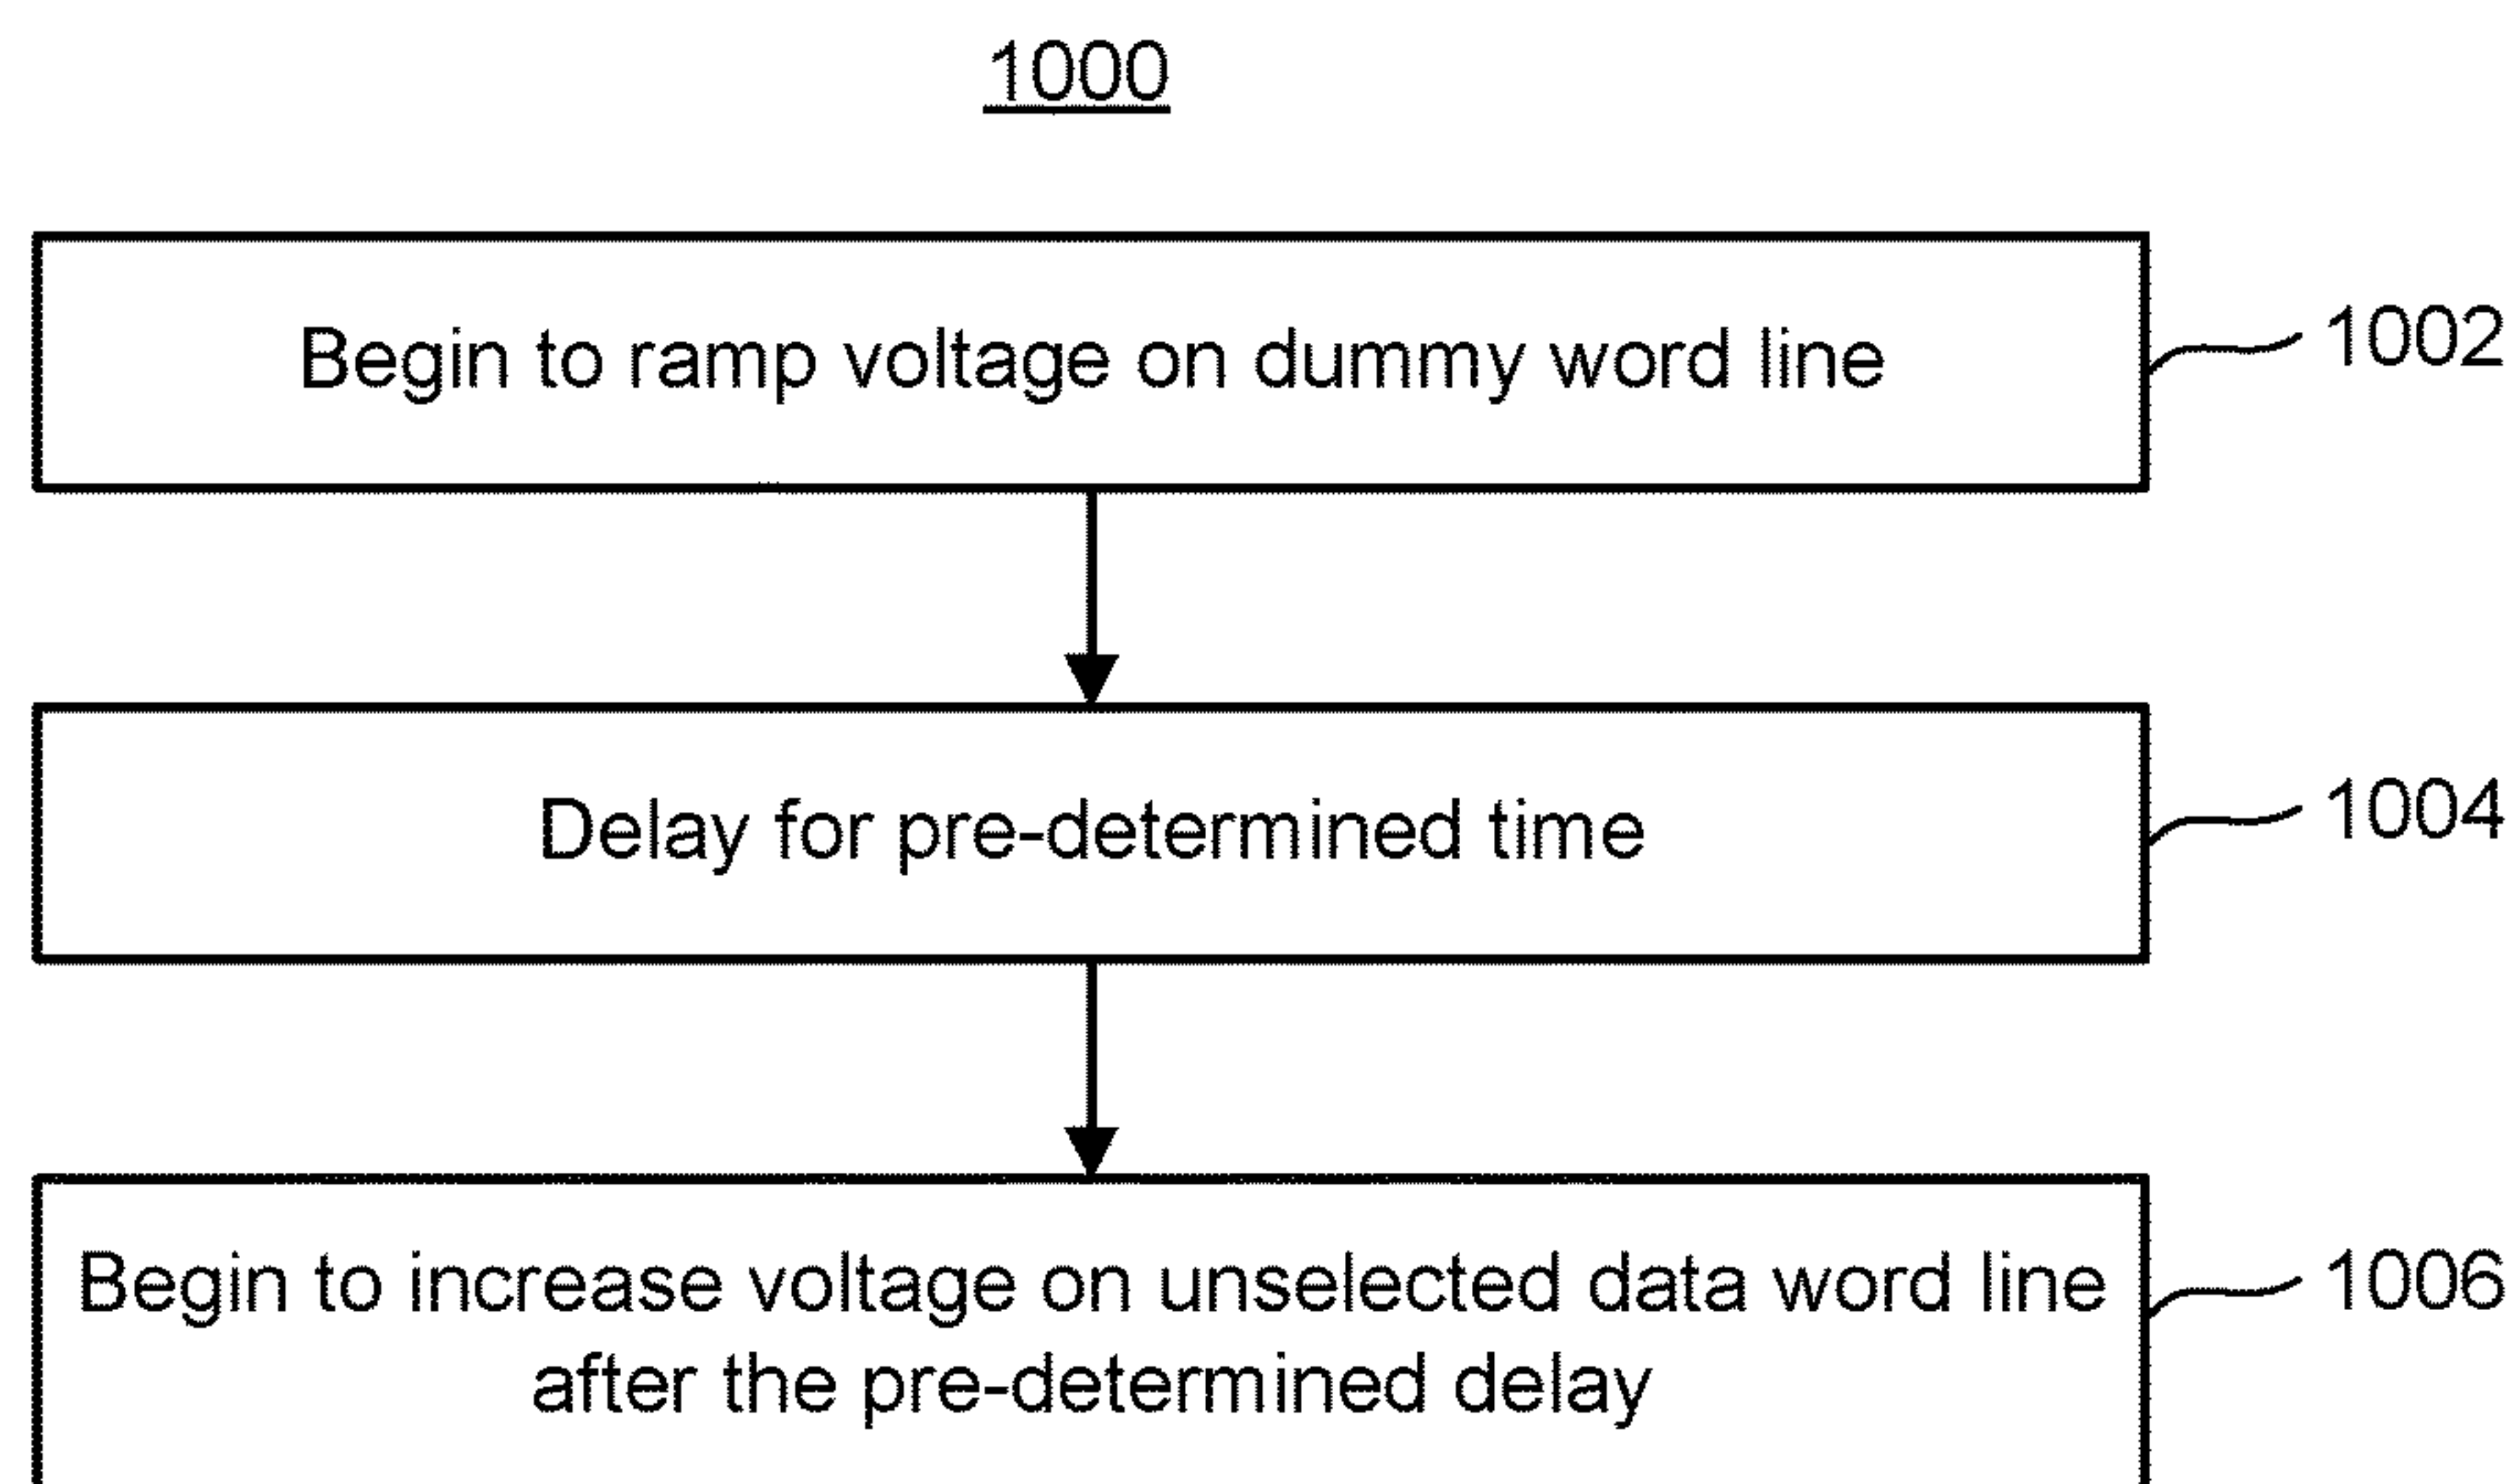 1000
Begin to ramp voltage on dummy word line
1002
Delay for pre-determined time
1004
Begin to increase voltage on unselected data word line
after the pre-determined delay
1006